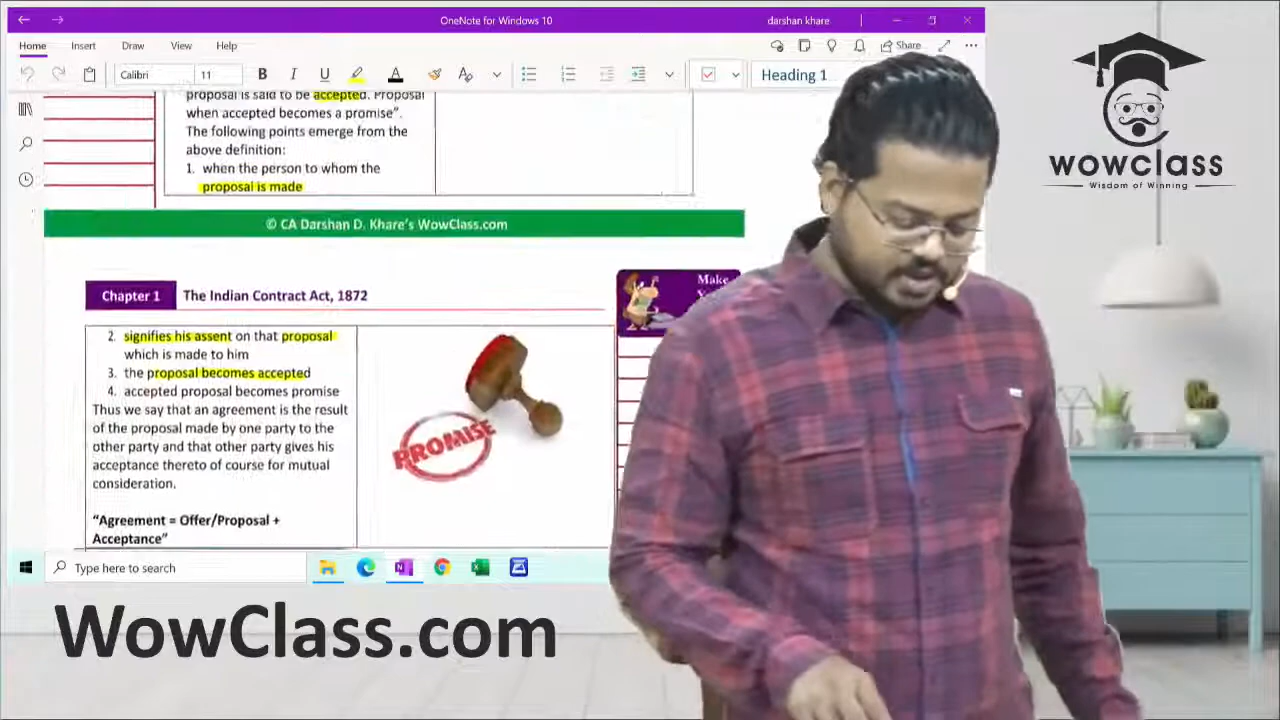 OneNote for Windows 10
darshan khare
Home Insert Draw View Help
Share
Calibri 11 B I U A Heading 1
proposal is said to be accepted. Proposal
when accepted becomes a promise”.
The following points emerge from the
above definition:
1. when the person to whom the
proposal is made
© CA Darshan D. Khare's WowClass.com
Chapter 1 The Indian Contract Act, 1872
Make
2. signifies his assent on that proposal
which is made to him
3. the proposal becomes accepted
4. accepted proposal becomes promise
Thus we say that an agreement is the result
of the proposal made by one party to the
other party and that other party gives his
acceptance thereto of course for mutual
consideration.
“Agreement = Offer/Proposal +
Acceptance”
PROMISE
Type here to search
WowClass.com
wowclass
Wisdom of Winning